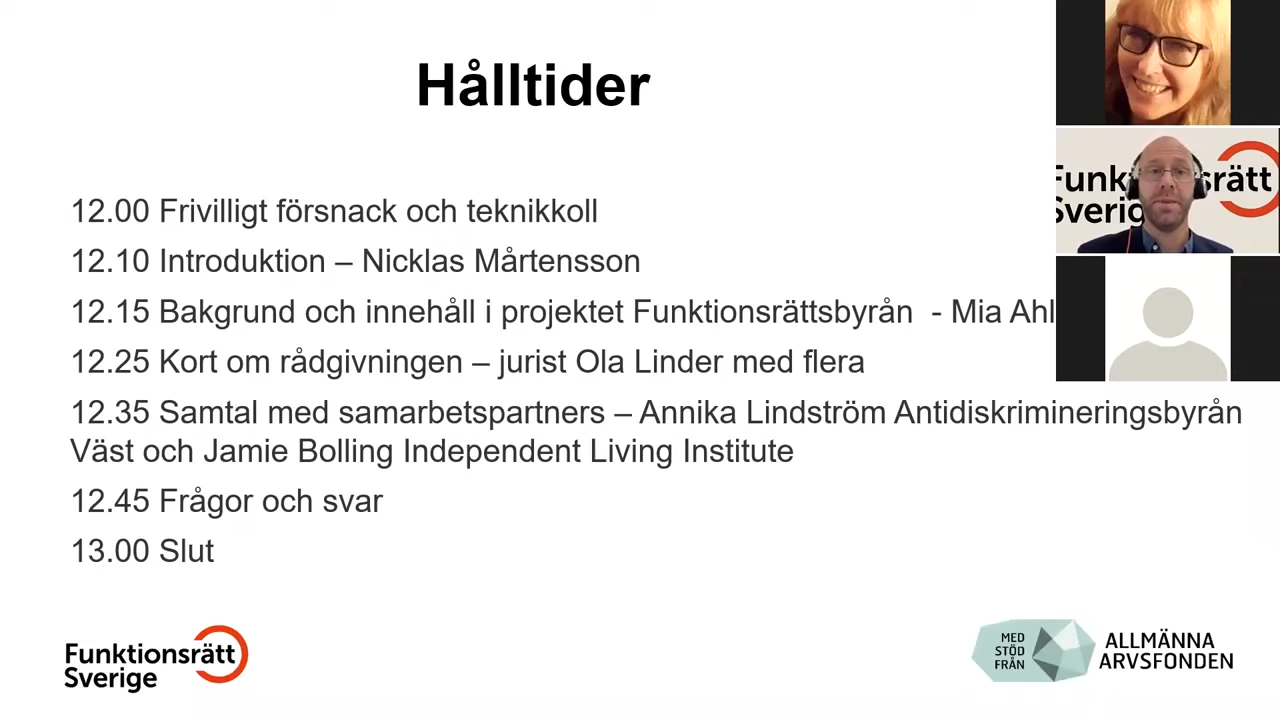 Hålltider
12.00 Frivilligt försnack och teknikkoll
12.10 Introduktion – Nicklas Mårtensson
12.15 Bakgrund och innehåll i projektet Funktionsrättsbyrån - Mia Ahl
12.25 Kort om rådgivningen – jurist Ola Linder med flera
12.35 Samtal med samarbetspartners – Annika Lindström Antidiskrimineringsbyrån
Väst och Jamie Bolling Independent Living Institute
12.45 Frågor och svar
13.00 Slut
Funktionsrätt
Sverige
MED
STÖD
FRÅN
ALLMÄNNA
ARVSFONDEN